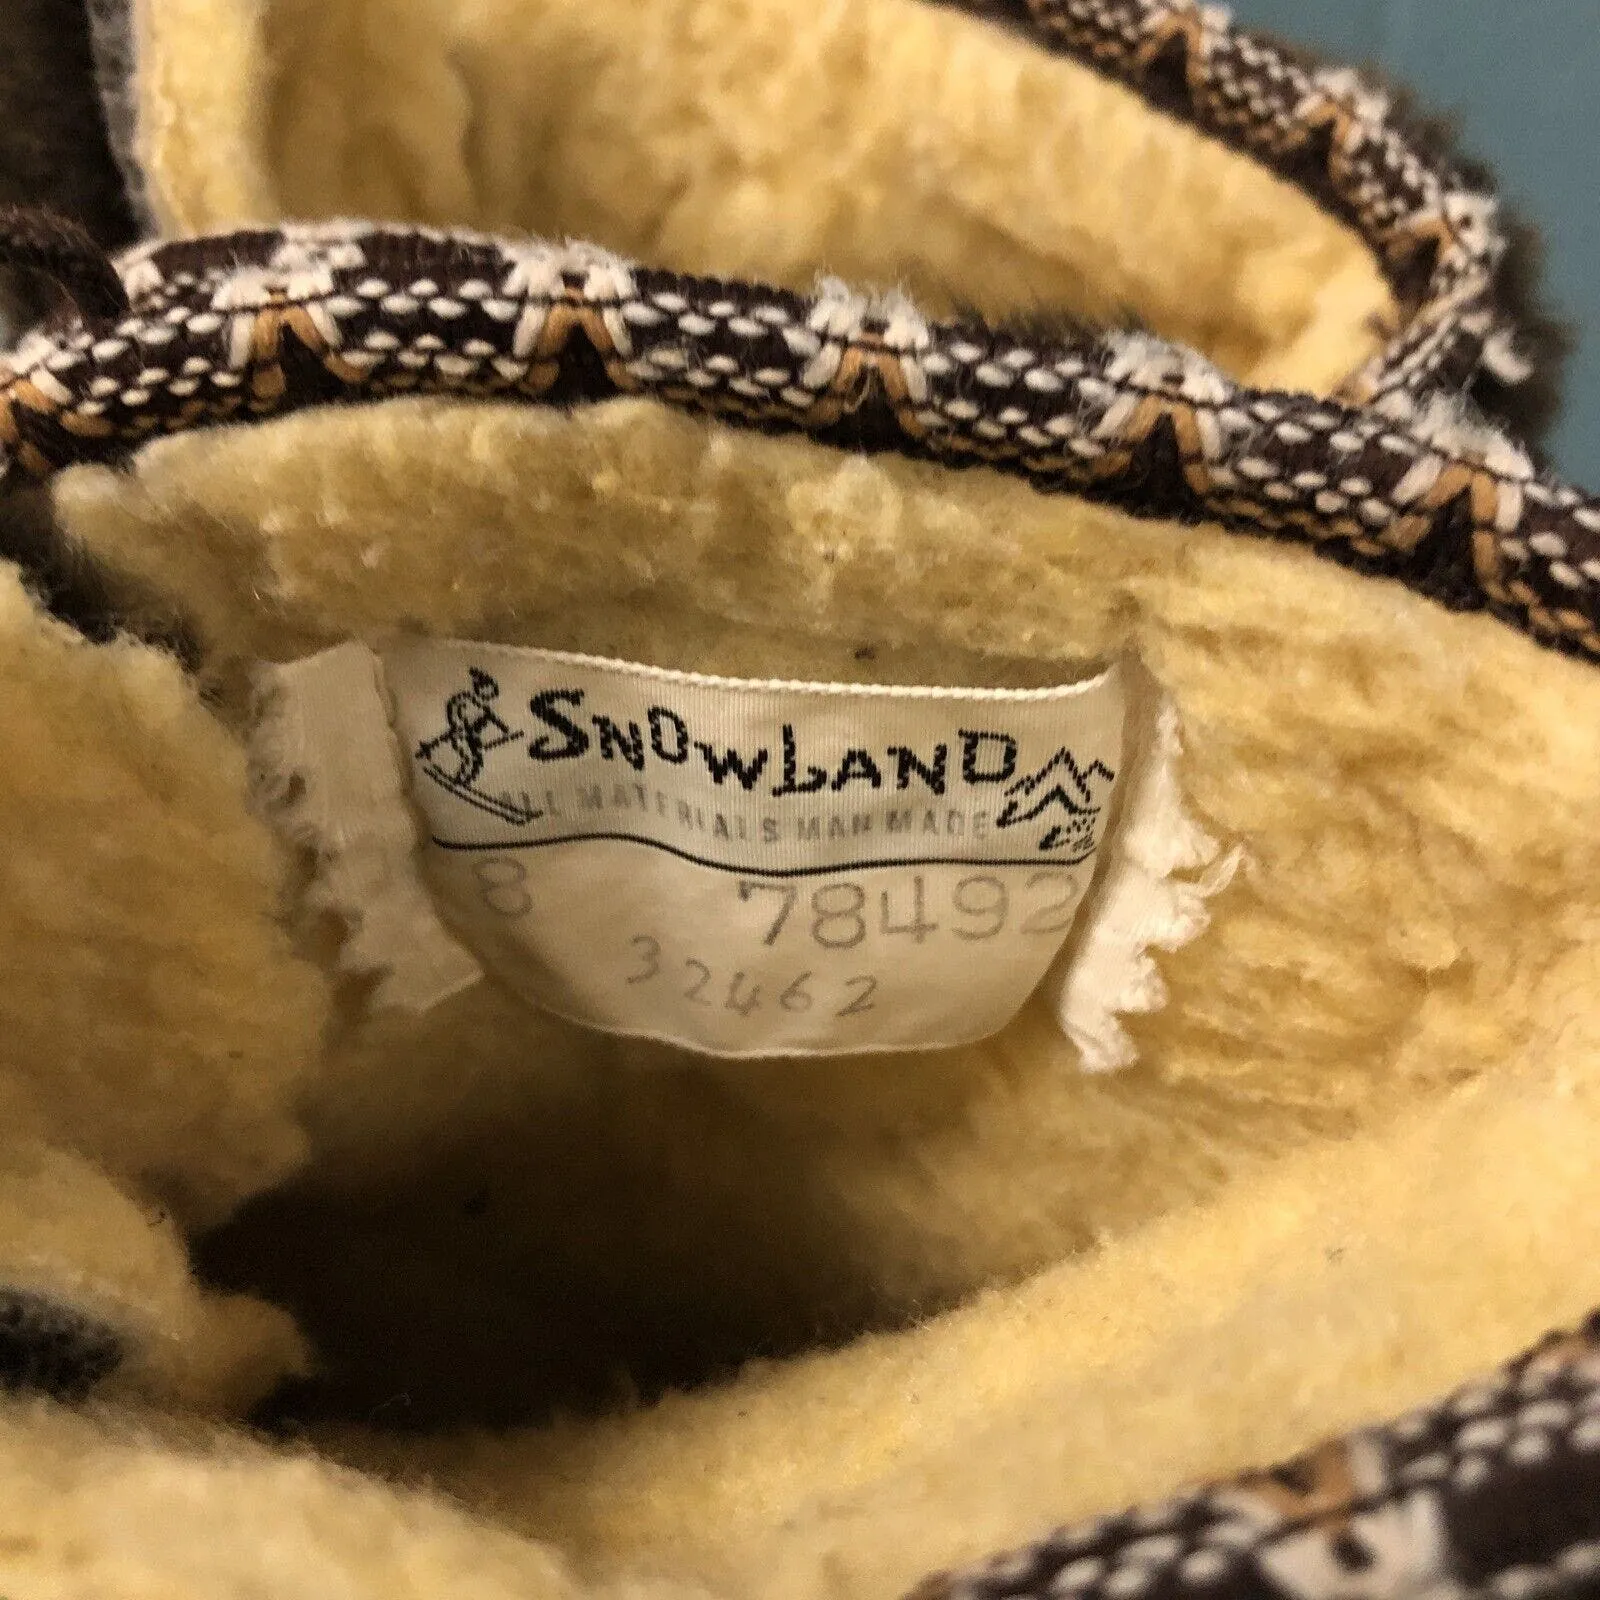 SNOWLAND
ALL MATERIALS MAN MADE
8 78492
32462